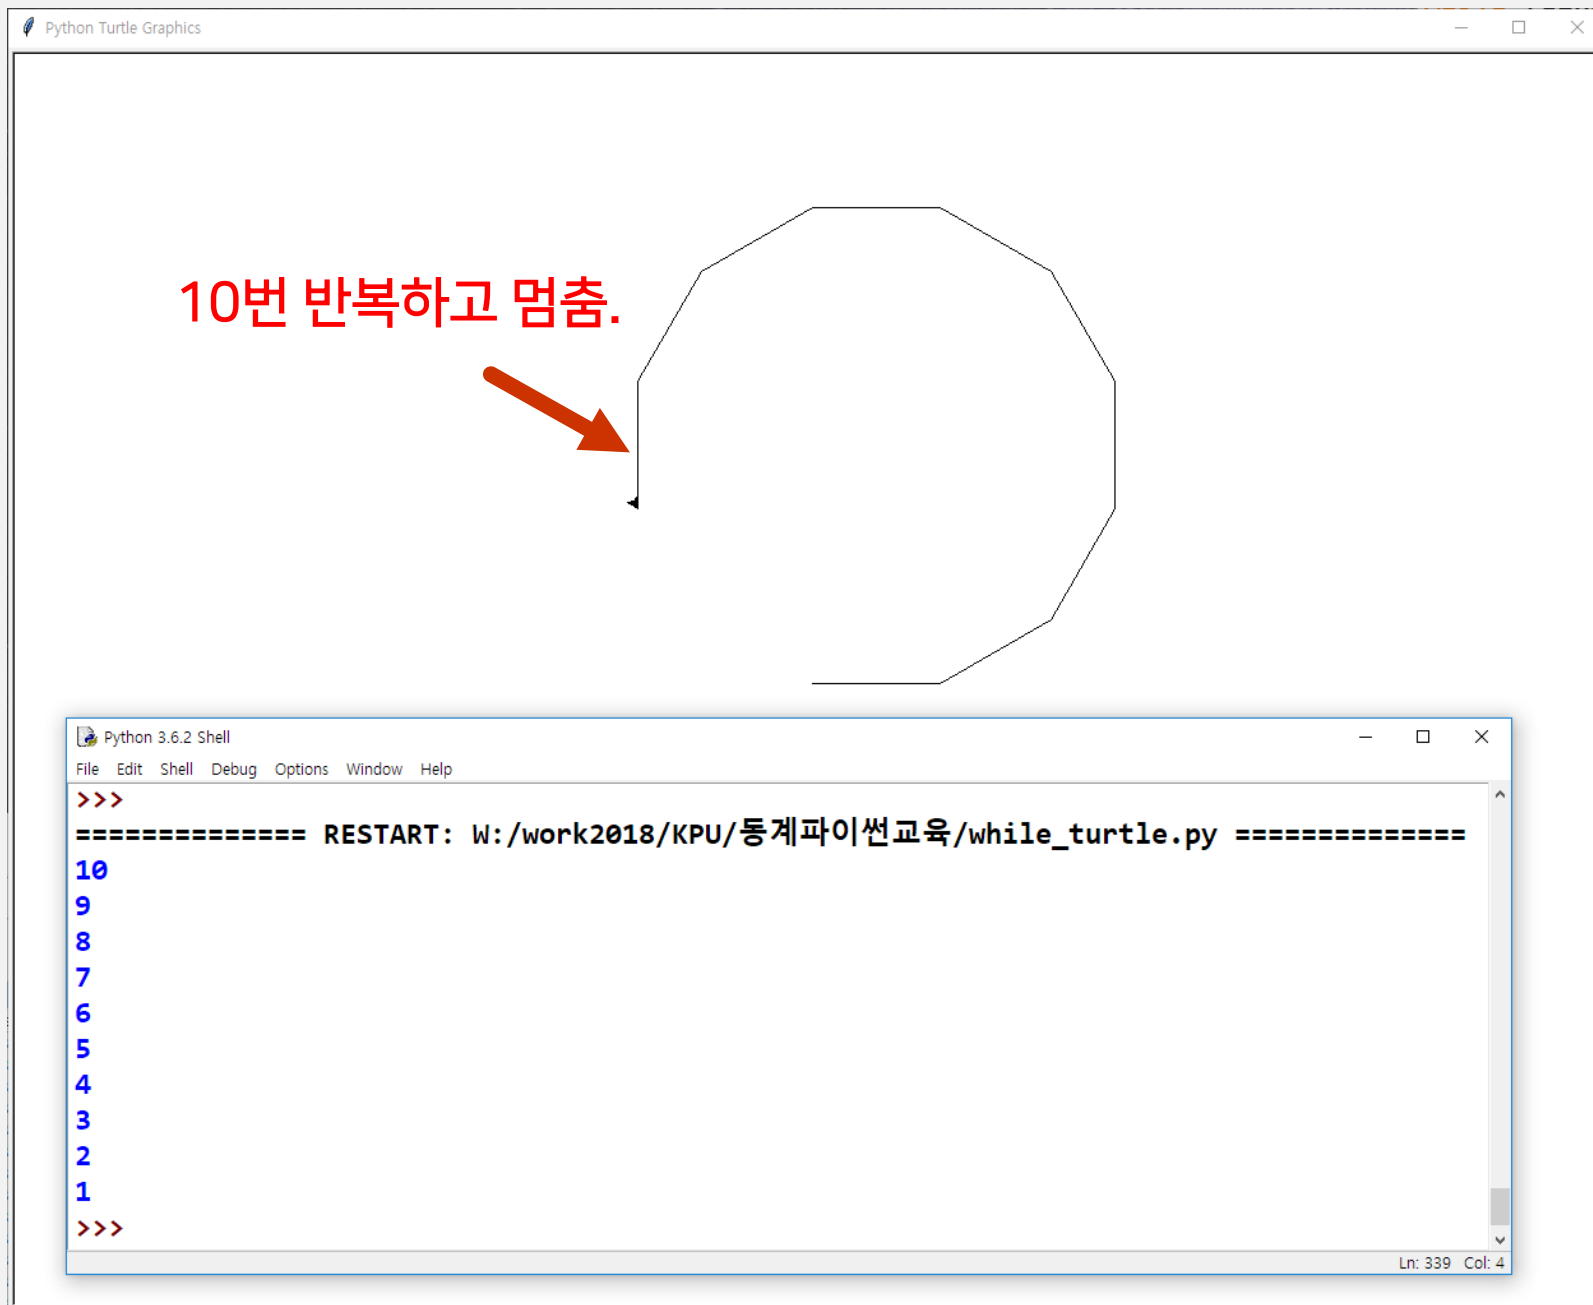 Python Turtle Graphics
10번 반복하고 멈춤.
Python 3.6.2 Shell
File Edit Shell Debug Options Window Help
>>>
============== RESTART: W:/work2018/KPU/동계파이썬교육/while_turtle.py ==============
10
9
8
7
6
5
4
3
2
1
>>>
Ln: 339 Col: 4